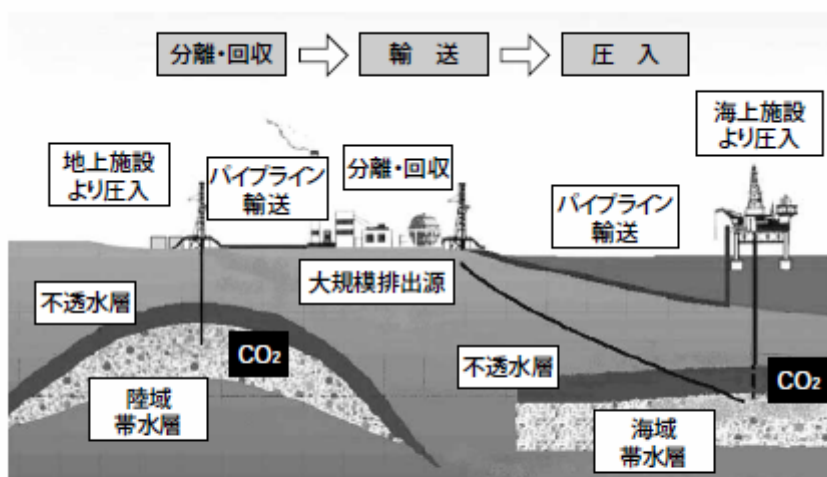 分離・回収
輸 送
圧 入
海上施設
より圧入
地上施設
より圧入
パイプライン
輸送
分離・回収
パイプライン
輸送
大規模排出源
不透水層
CO₂
不透水層
CO₂
陸域
帯水層
海域
帯水層